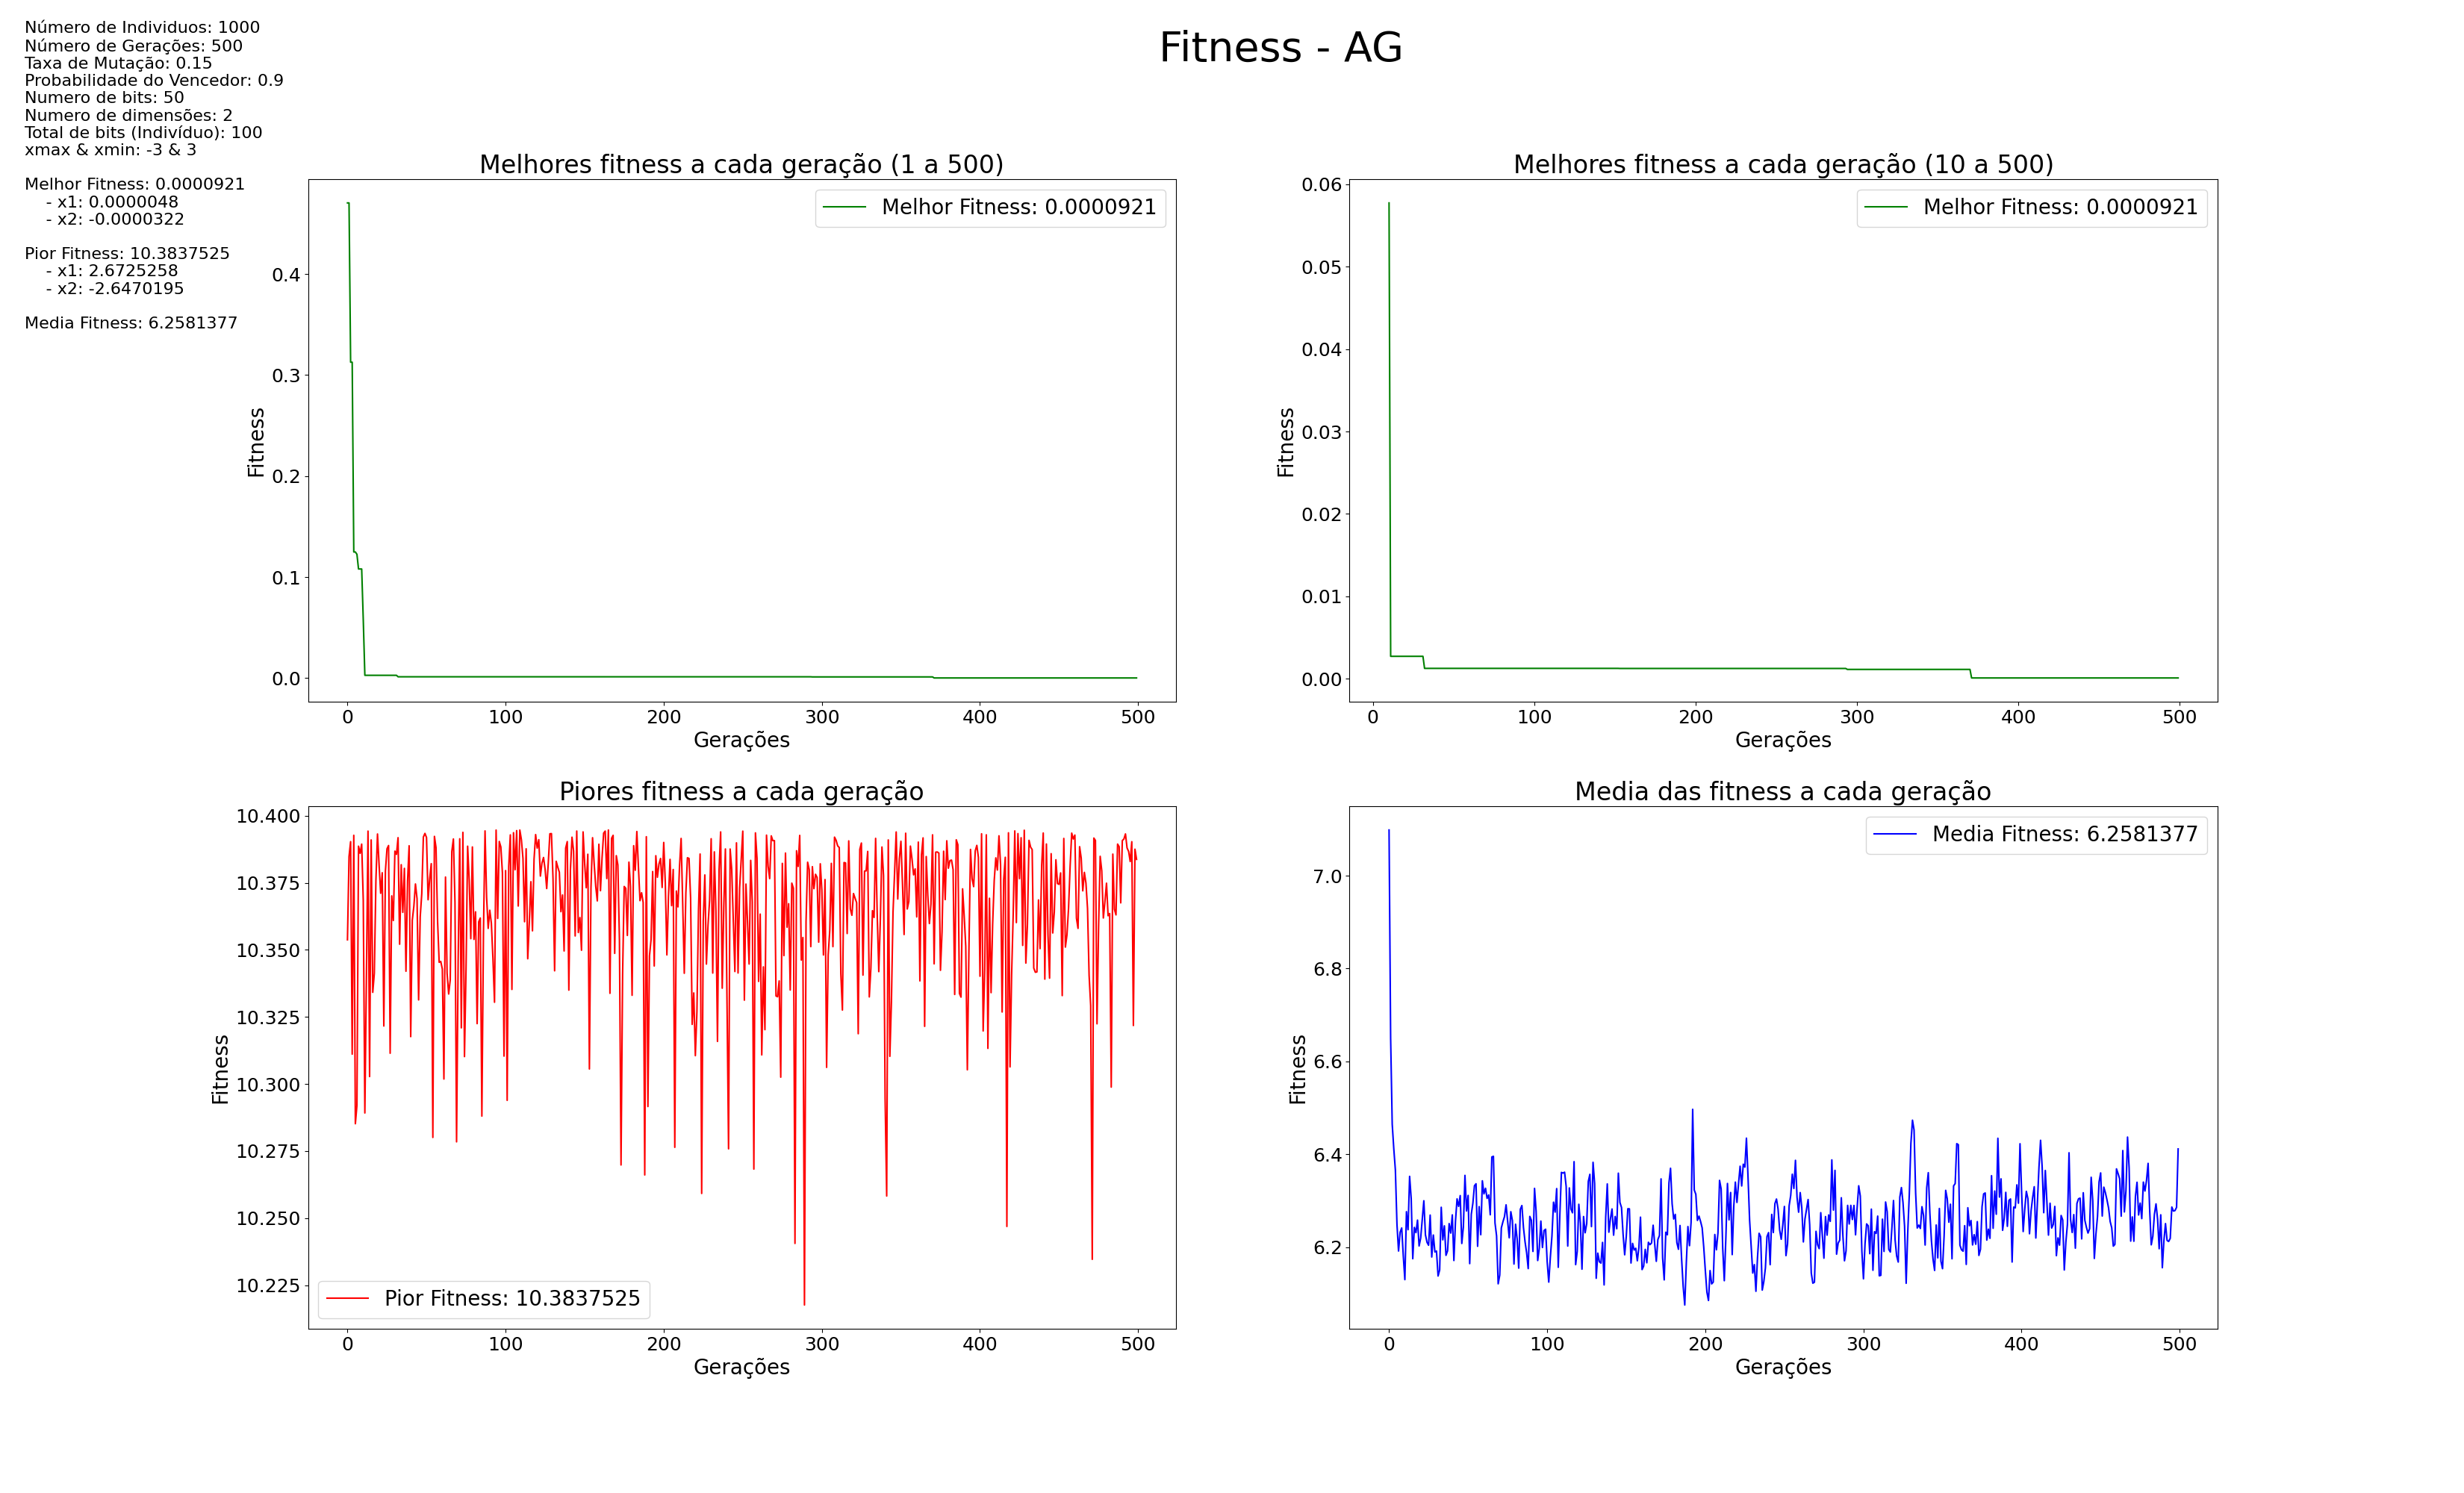 Fitness - AG
Número de Individuos: 1000
Número de Gerações: 500
Taxa de Mutação: 0.15
Probabilidade do Vencedor: 0.9
Numero de bits: 50
Numero de dimensões: 2
Total de bits (Indivíduo): 100
xmax & xmin: -3 & 3
Melhor Fitness: 0.0000921
- x1: 0.0000048
- x2: -0.0000322
Pior Fitness: 10.3837525
- x1: 2.6725258
- x2: -2.6470195
Media Fitness: 6.2581377
Melhores fitness a cada geração (1 a 500)
Melhor Fitness: 0.0000921
0.4
0.3
0.2
0.1
0.0
Fitness
0 100 200 300 400 500
Gerações
Melhores fitness a cada geração (10 a 500)
Melhor Fitness: 0.0000921
0.06
0.05
0.04
0.03
0.02
0.01
0.00
Fitness
0 100 200 300 400 500
Gerações
Piores fitness a cada geração
10.400
10.375
10.350
10.325
10.300
10.275
10.250
10.225
Fitness
Pior Fitness: 10.3837525
0 100 200 300 400 500
Gerações
Media das fitness a cada geração
Media Fitness: 6.2581377
7.0
6.8
6.6
6.4
6.2
Fitness
0 100 200 300 400 500
Gerações